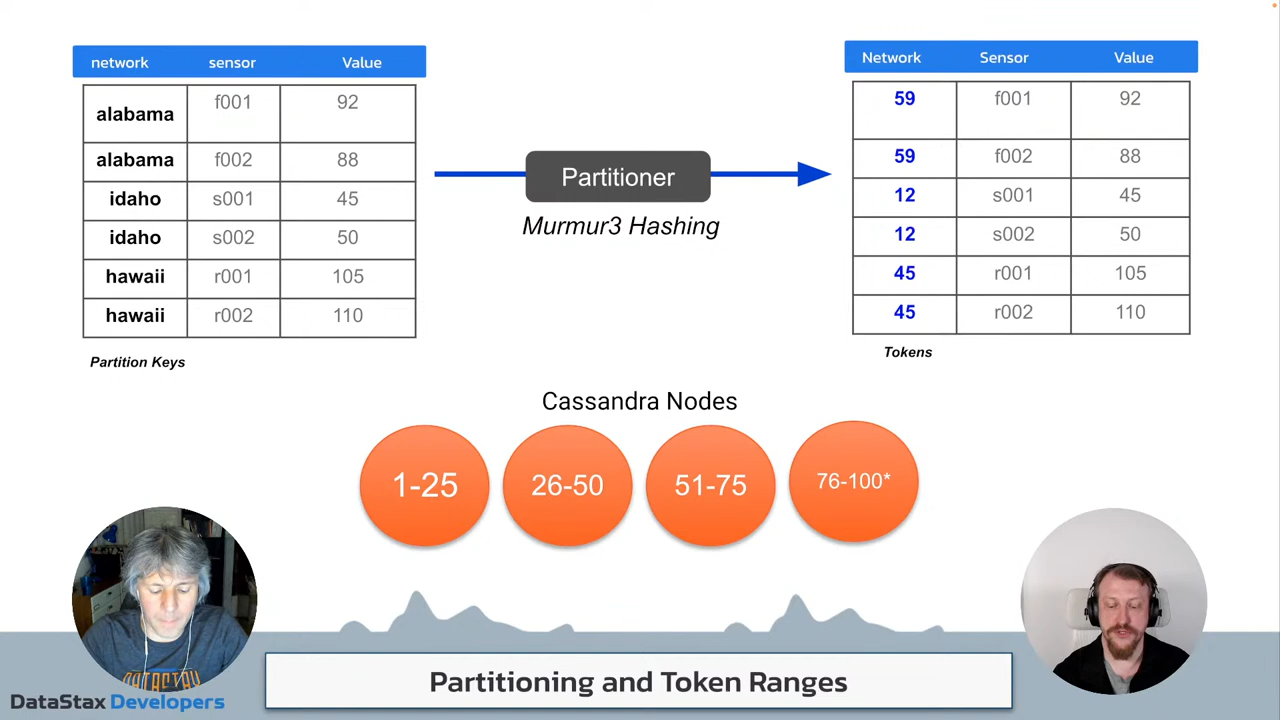 network sensor Value
alabama f001 92
alabama f002 88
idaho s001 45
idaho s002 50
hawaii r001 105
hawaii r002 110
Partition Keys
Partitioner
Murmur3 Hashing
Network Sensor Value
59 f001 92
59 f002 88
12 s001 45
12 s002 50
45 r001 105
45 r002 110
Tokens
Cassandra Nodes
1-25 26-50 51-75 76-100*
DATASTAX
DataStax Developers
Partitioning and Token Ranges